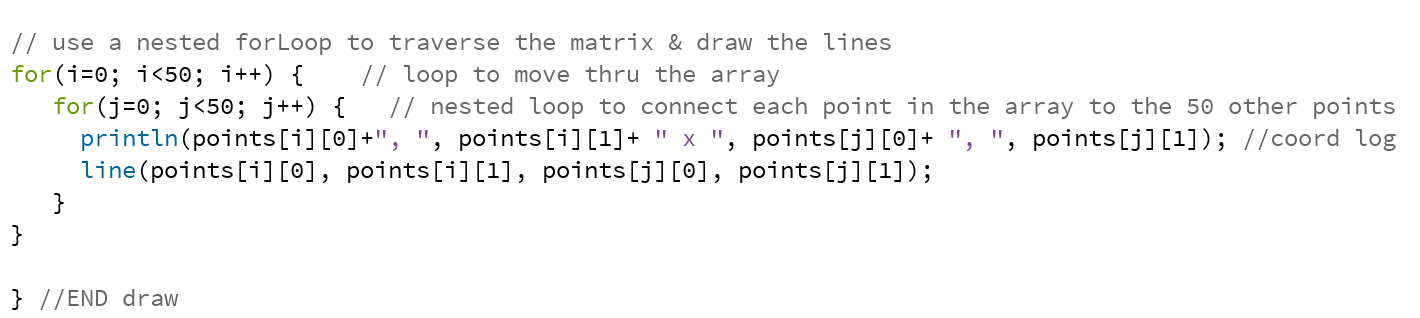 // use a nested forLoop to traverse the matrix & draw the lines
for(i=0; i<50; i++) {    // loop to move thru the array
   for(j=0; j<50; j++) {   // nested loop to connect each point in the array to the 50 other points
     println(points[i][0]+", ", points[i][1]+ " x ", points[j][0]+ ", ", points[j][1]); //coord log
     line(points[i][0], points[i][1], points[j][0], points[j][1]);
   }
}
} //END draw